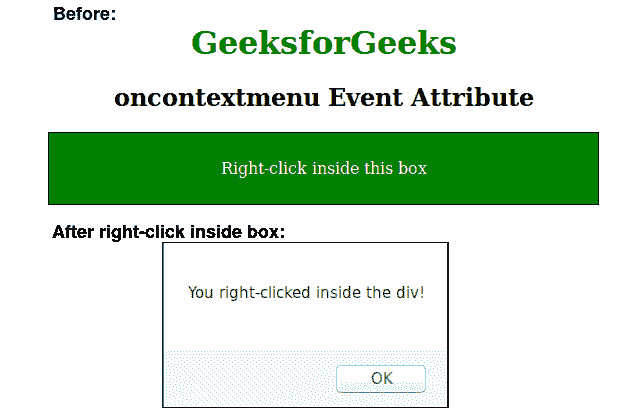 Before:
GeeksforGeeks
oncontextmenu Event Attribute
Right-click inside this box
After right-click inside box:
You right-clicked inside the div!
OK